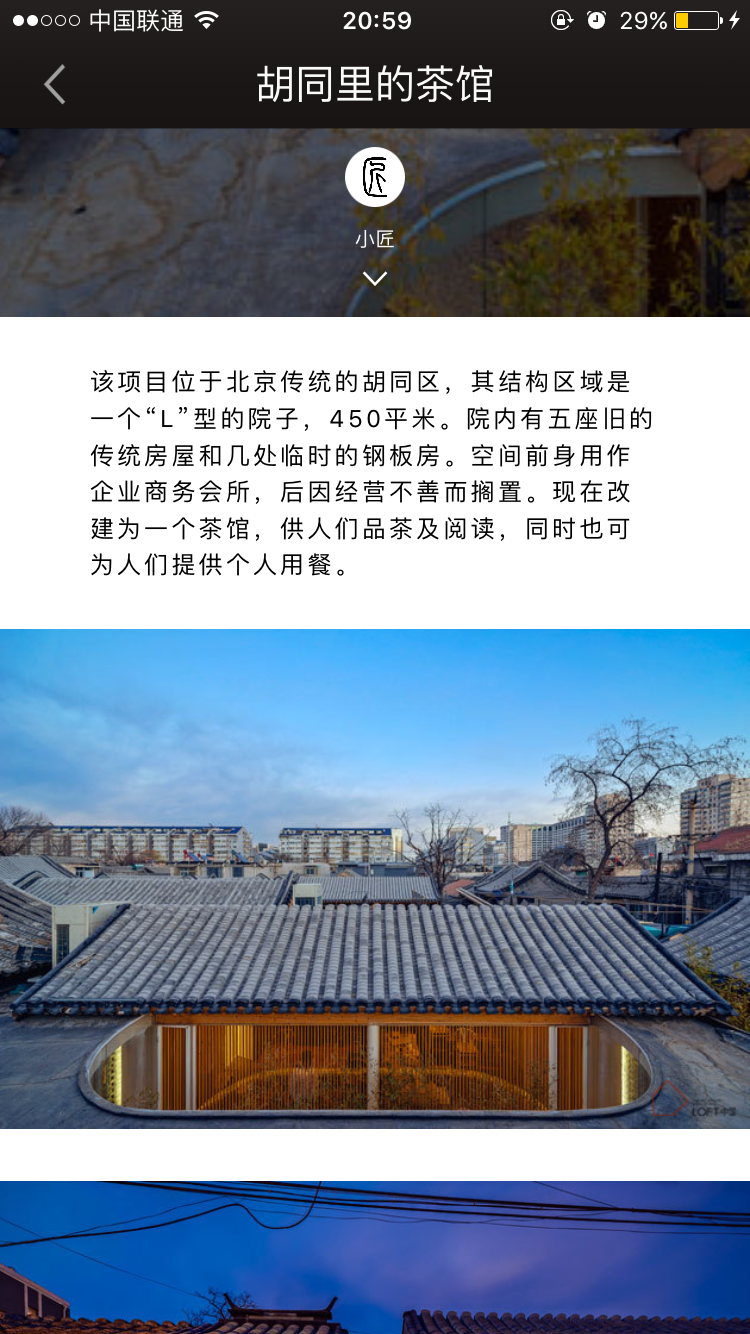 中国联通
20:59
29%
胡同里的茶馆
匠
小匠
该项目位于北京传统的胡同区，其结构区域是
一个“L”型的院子，450平米。院内有五座旧的
传统房屋和几处临时的钢板房。空间前身用作
企业商务会所，后因经营不善而搁置。现在改
建为一个茶馆，供人们品茶及阅读，同时也可
为人们提供个人用餐。
LOFT中国